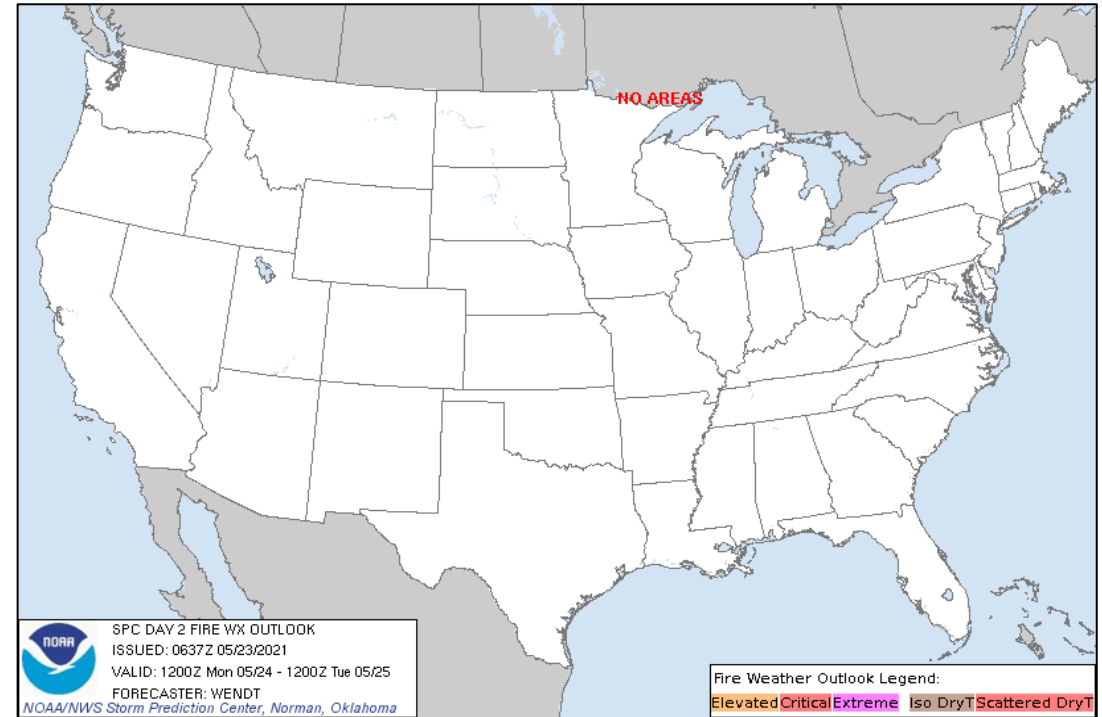 NO AREAS
NOAA
SPC DAY 2 FIRE WX OUTLOOK
ISSUED: 0637Z 05/23/2021
VALID: 1200Z Mon 05/24 - 1200Z Tue 05/25
FORECASTER: WENDT
NOAA/NWS Storm Prediction Center, Norman, Oklahoma
Fire Weather Outlook Legend:
Elevated Critical Extreme Iso DryT Scattered DryT